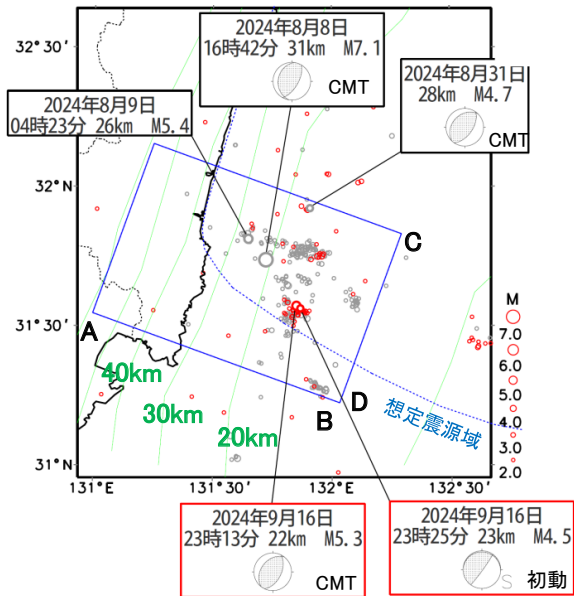 2024年8月8日
16時42分 31km M7.1
CMT
2024年8月31日
28km M4.7
CMT
2024年8月9日
04時23分 26km M5.4
32°30′
32°N
31°30′
31°N
131°E
131°30′
132°E
132°30′
A
C
B
D
40km
30km
20km
想定震源域
M
7.0
6.0
5.0
4.0
3.0
2.0
2024年9月16日
23時13分 22km M5.3
CMT
2024年9月16日
23時25分 23km M4.5
S
初動